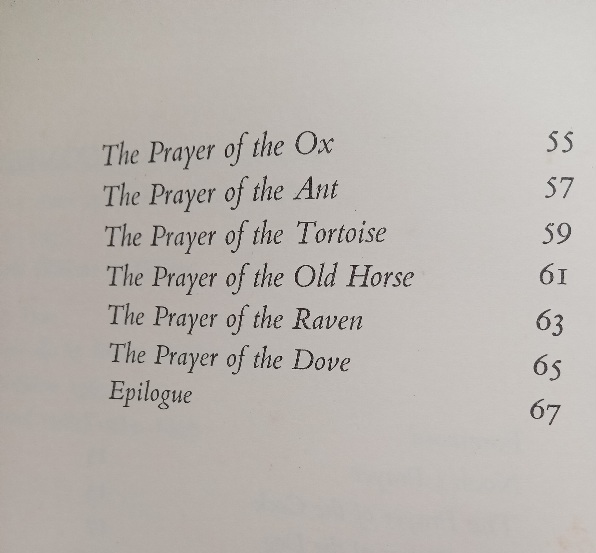 The Prayer of the Ox 55
The Prayer of the Ant 57
The Prayer of the Tortoise 59
The Prayer of the Old Horse 61
The Prayer of the Raven 63
The Prayer of the Dove 65
Epilogue 67